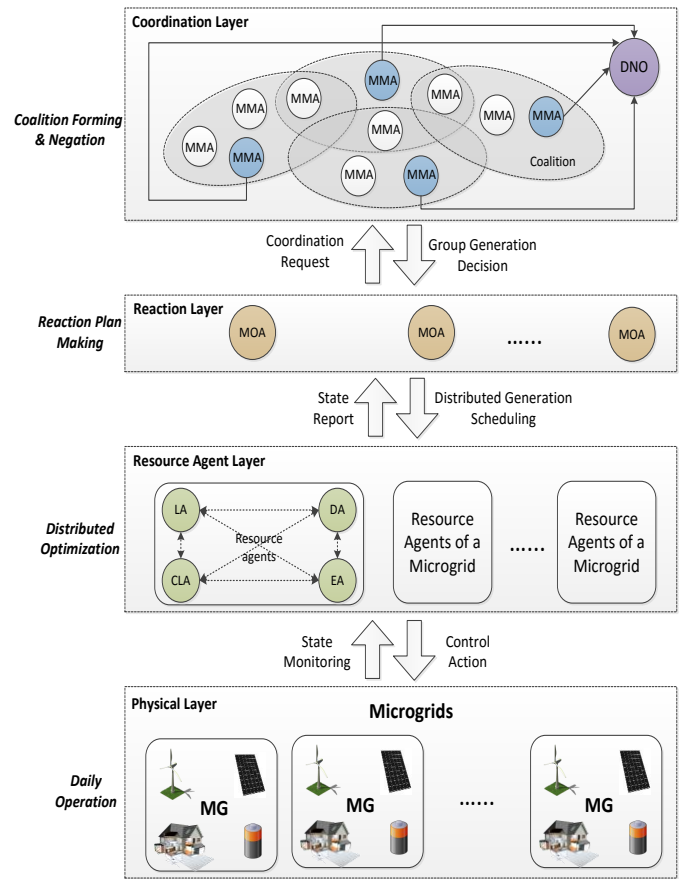 Coordination Layer
DNO
MMA
MMA
MMA
MMA
MMA
MMA
MMA
MMA
MMA
MMA
MMA
Coalition
Coalition Forming
& Negation
Coordination
Request
Group Generation
Decision
Reaction Layer
Reaction Plan
Making
MOA
MOA
......
MOA
State
Report
Distributed Generation
Scheduling
Resource Agent Layer
Distributed
Optimization
LA
DA
Resource
agents
CLA
EA
Resource
Agents of a
Microgrid
......
Resource
Agents of a
Microgrid
State
Monitoring
Control
Action
Physical Layer
Microgrids
Daily
Operation
MG
MG
......
MG